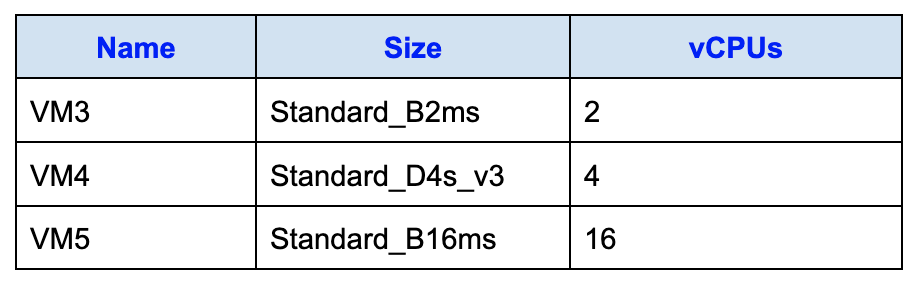 Name Size vCPUs
VM3 Standard_B2ms 2
VM4 Standard_D4s_v3 4
VM5 Standard_B16ms 16